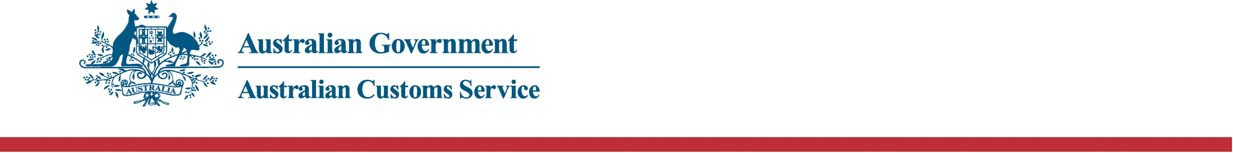 Australian Government
Australian Customs Service
AUSTRALIA